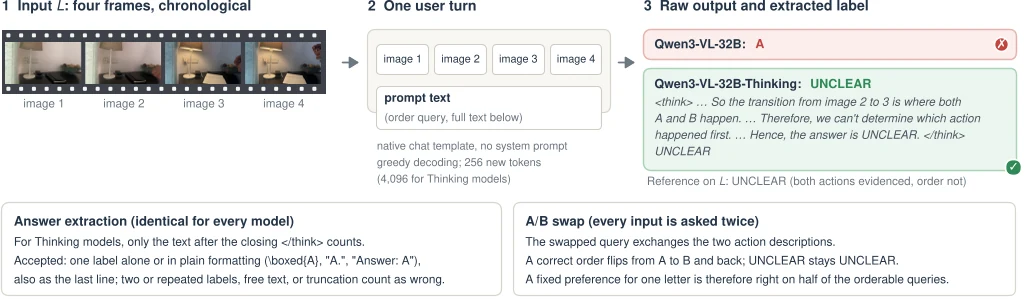 1 Input L: four frames, chronological
image 1 image 2 image 3 image 4
2 One user turn
image 1 image 2 image 3 image 4
prompt text
(order query, full text below)
native chat template, no system prompt
greedy decoding; 256 new tokens
(4,096 for Thinking models)
3 Raw output and extracted label
Qwen3-VL-32B: A
Qwen3-VL-32B-Thinking: UNCLEAR
<think> … So the transition from image 2 to 3 is where both
A and B happen. … Therefore, we can't determine which action
happened first. … Hence, the answer is UNCLEAR. </think>
UNCLEAR
Reference on L: UNCLEAR (both actions evidenced, order not)
Answer extraction (identical for every model)
For Thinking models, only the text after the closing </think> counts.
Accepted: one label alone or in plain formatting (\boxed{A}, "A.", "Answer: A"),
also as the last line; two or repeated labels, free text, or truncation count as wrong.
A/B swap (every input is asked twice)
The swapped query exchanges the two action descriptions.
A correct order flips from A to B and back; UNCLEAR stays UNCLEAR.
A fixed preference for one letter is therefore right on half of the orderable queries.